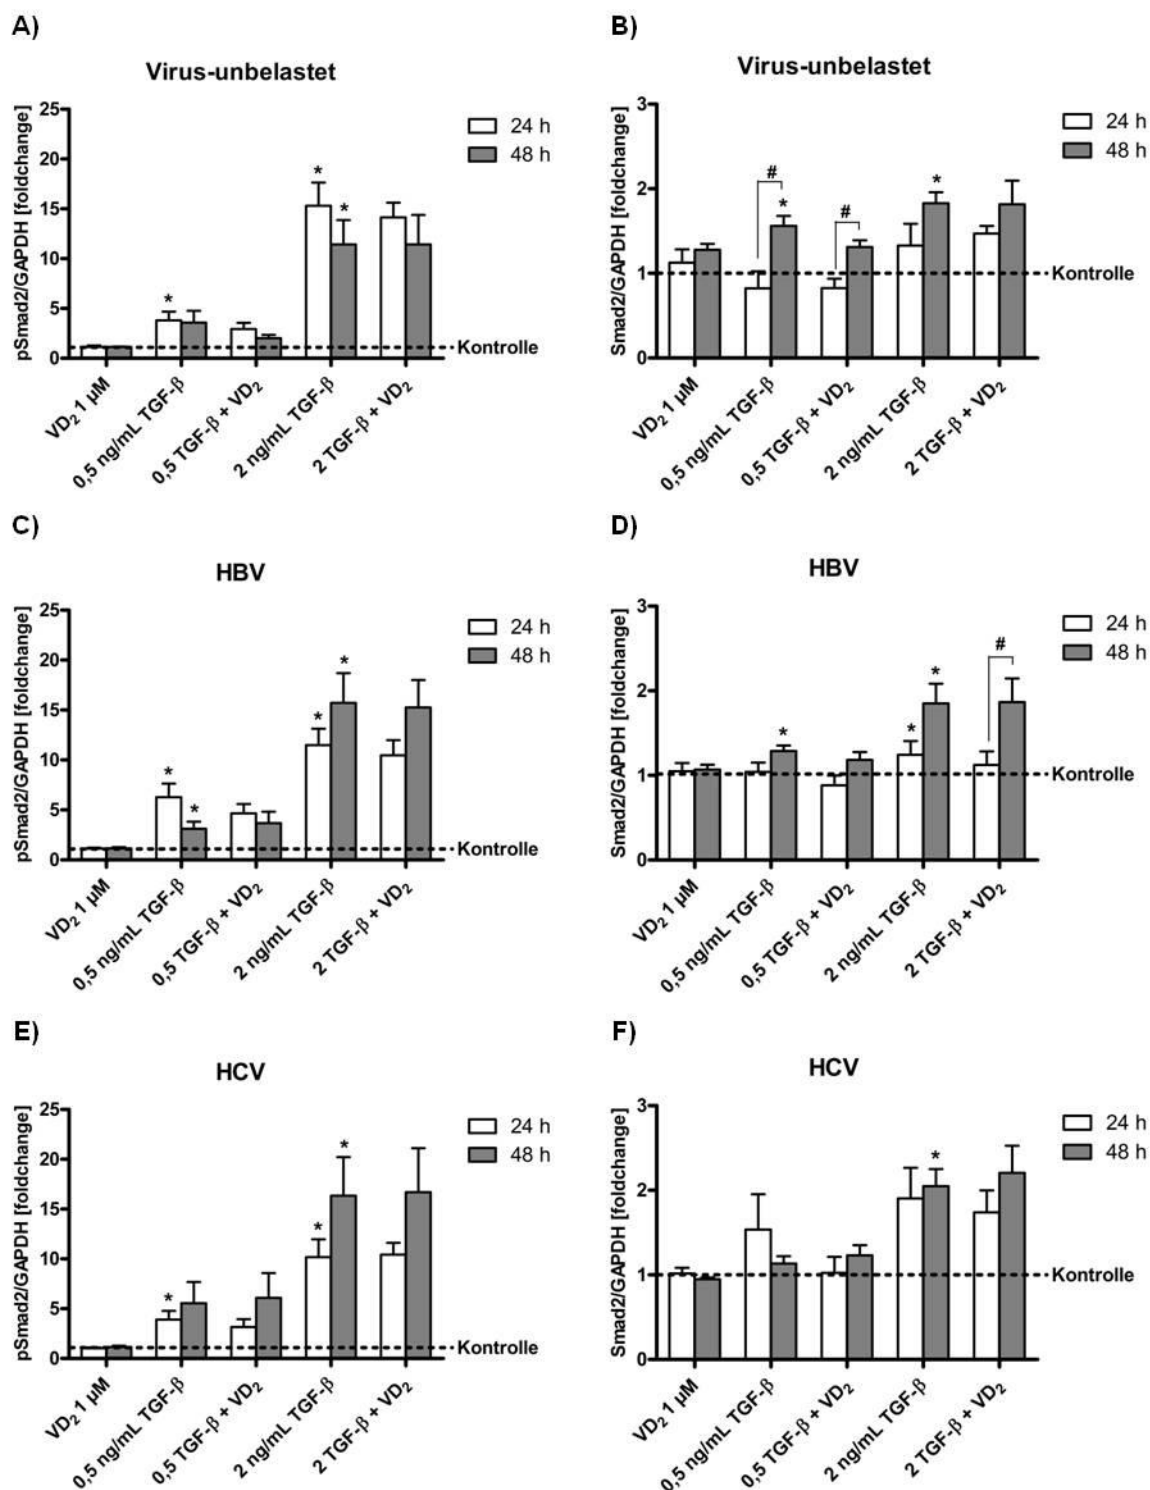 A)
Virus-unbelastet
pSmad2/GAPDH [foldchange]
25
20
15
10
5
0
24 h
48 h
*
*
*
Kontrolle
VD₂ 1 µM
0,5 ng/mL TGF-β
0,5 TGF-β + VD₂
2 ng/mL TGF-β
2 TGF-β + VD₂
B)
Virus-unbelastet
Smad2/GAPDH [foldchange]
3
2
1
0
24 h
48 h
#
*
#
*
Kontrolle
VD₂ 1 µM
0,5 ng/mL TGF-β
0,5 TGF-β + VD₂
2 ng/mL TGF-β
2 TGF-β + VD₂
C)
HBV
pSmad2/GAPDH [foldchange]
25
20
15
10
5
0
24 h
48 h
*
*
*
*
Kontrolle
VD₂ 1 µM
0,5 ng/mL TGF-β
0,5 TGF-β + VD₂
2 ng/mL TGF-β
2 TGF-β + VD₂
D)
HBV
Smad2/GAPDH [foldchange]
3
2
1
0
24 h
48 h
*
*
*
#
Kontrolle
VD₂ 1 µM
0,5 ng/mL TGF-β
0,5 TGF-β + VD₂
2 ng/mL TGF-β
2 TGF-β + VD₂
E)
HCV
pSmad2/GAPDH [foldchange]
25
20
15
10
5
0
24 h
48 h
*
*
*
Kontrolle
VD₂ 1 µM
0,5 ng/mL TGF-β
0,5 TGF-β + VD₂
2 ng/mL TGF-β
2 TGF-β + VD₂
F)
HCV
Smad2/GAPDH [foldchange]
3
2
1
0
24 h
48 h
*
Kontrolle
VD₂ 1 µM
0,5 ng/mL TGF-β
0,5 TGF-β + VD₂
2 ng/mL TGF-β
2 TGF-β + VD₂